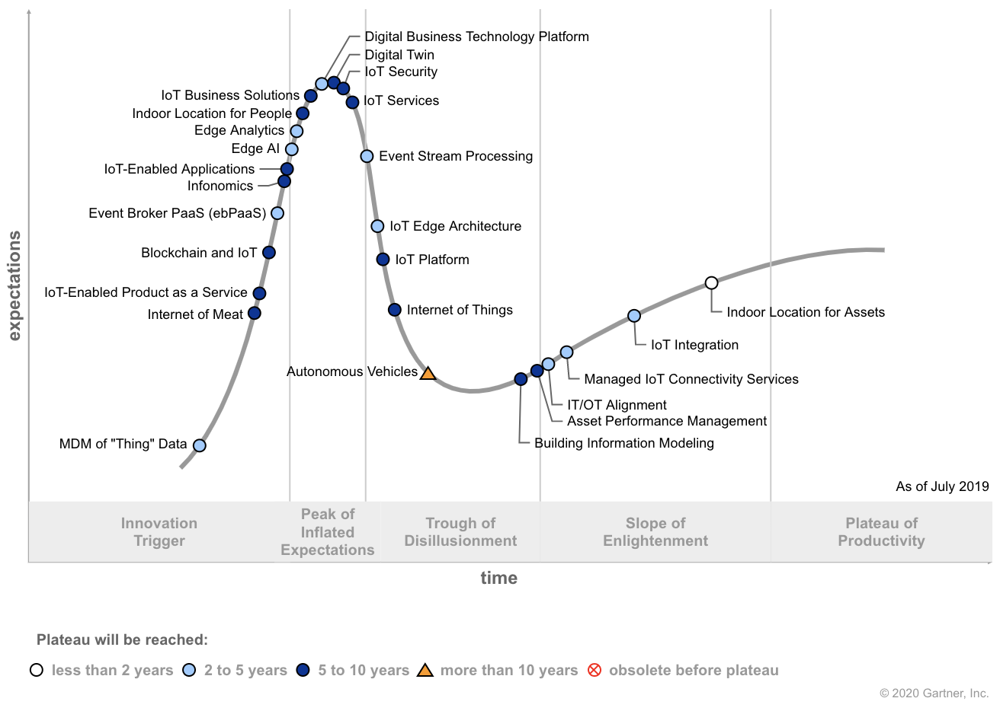 Digital Business Technology Platform
Digital Twin
IoT Security
IoT Business Solutions
IoT Services
Indoor Location for People
Edge Analytics
Edge AI
Event Stream Processing
IoT-Enabled Applications
Infonomics
Event Broker PaaS (ebPaaS)
IoT Edge Architecture
Blockchain and IoT
IoT Platform
IoT-Enabled Product as a Service
Internet of Meat
Internet of Things
Indoor Location for Assets
IoT Integration
Autonomous Vehicles
Managed IoT Connectivity Services
IT/OT Alignment
Asset Performance Management
Building Information Modeling
MDM of "Thing" Data
expectations
As of July 2019
Innovation
Trigger
Peak of
Inflated
Expectations
Trough of
Disillusionment
Slope of
Enlightenment
Plateau of
Productivity
time
Plateau will be reached:
less than 2 years
2 to 5 years
5 to 10 years
more than 10 years
obsolete before plateau
© 2020 Gartner, Inc.